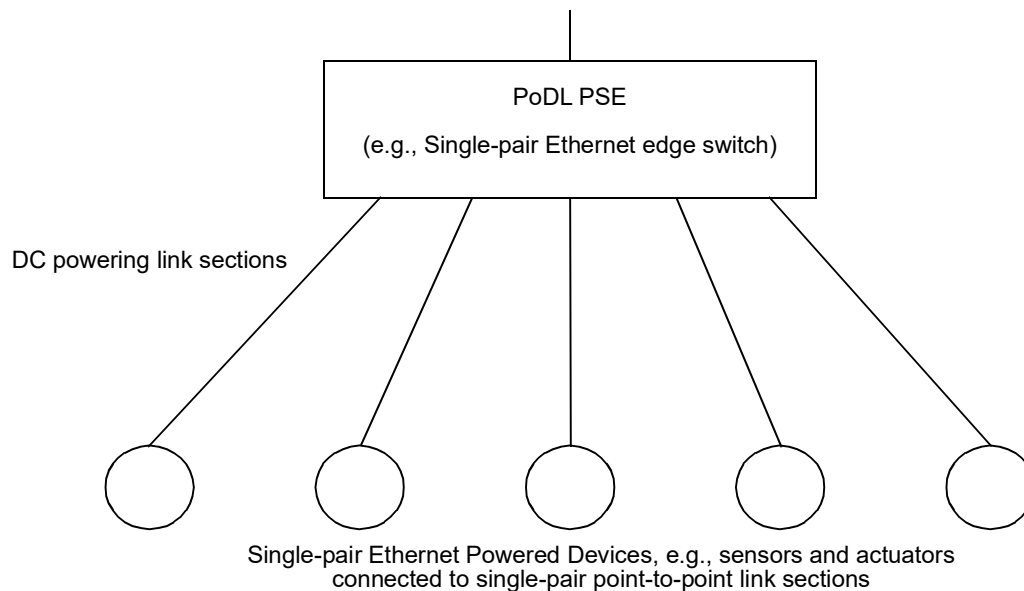 PoDL PSE
(e.g., Single-pair Ethernet edge switch)
DC powering link sections
Single-pair Ethernet Powered Devices, e.g., sensors and actuators
connected to single-pair point-to-point link sections